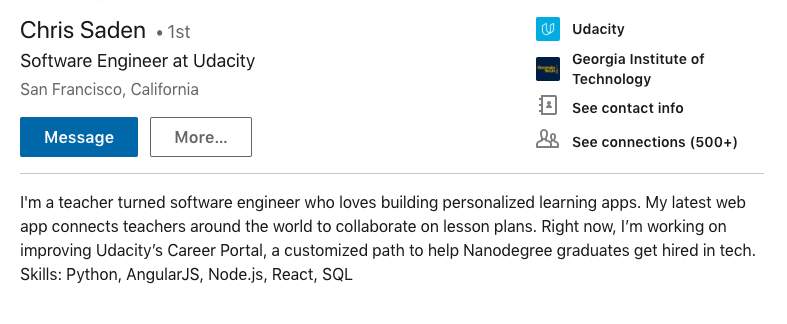 Chris Saden • 1st
Software Engineer at Udacity
San Francisco, California
Message
More...
Udacity
Georgia Institute of
Technology
See contact info
See connections (500+)
I'm a teacher turned software engineer who loves building personalized learning apps. My latest web
app connects teachers around the world to collaborate on lesson plans. Right now, I’m working on
improving Udacity’s Career Portal, a customized path to help Nanodegree graduates get hired in tech.
Skills: Python, AngularJS, Node.js, React, SQL